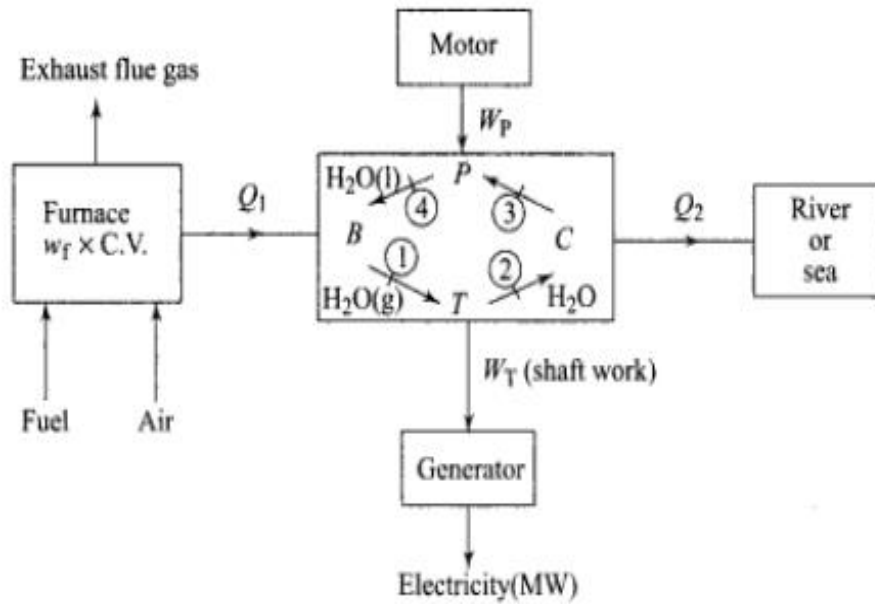 Motor
Exhaust flue gas
W_P
H₂O(l)
P
Q₁
④
③
Q₂
Furnace
w_f × C.V.
B
C
River
or
sea
①
②
H₂O(g)
T
H₂O
W_T (shaft work)
Fuel
Air
Generator
Electricity(MW)